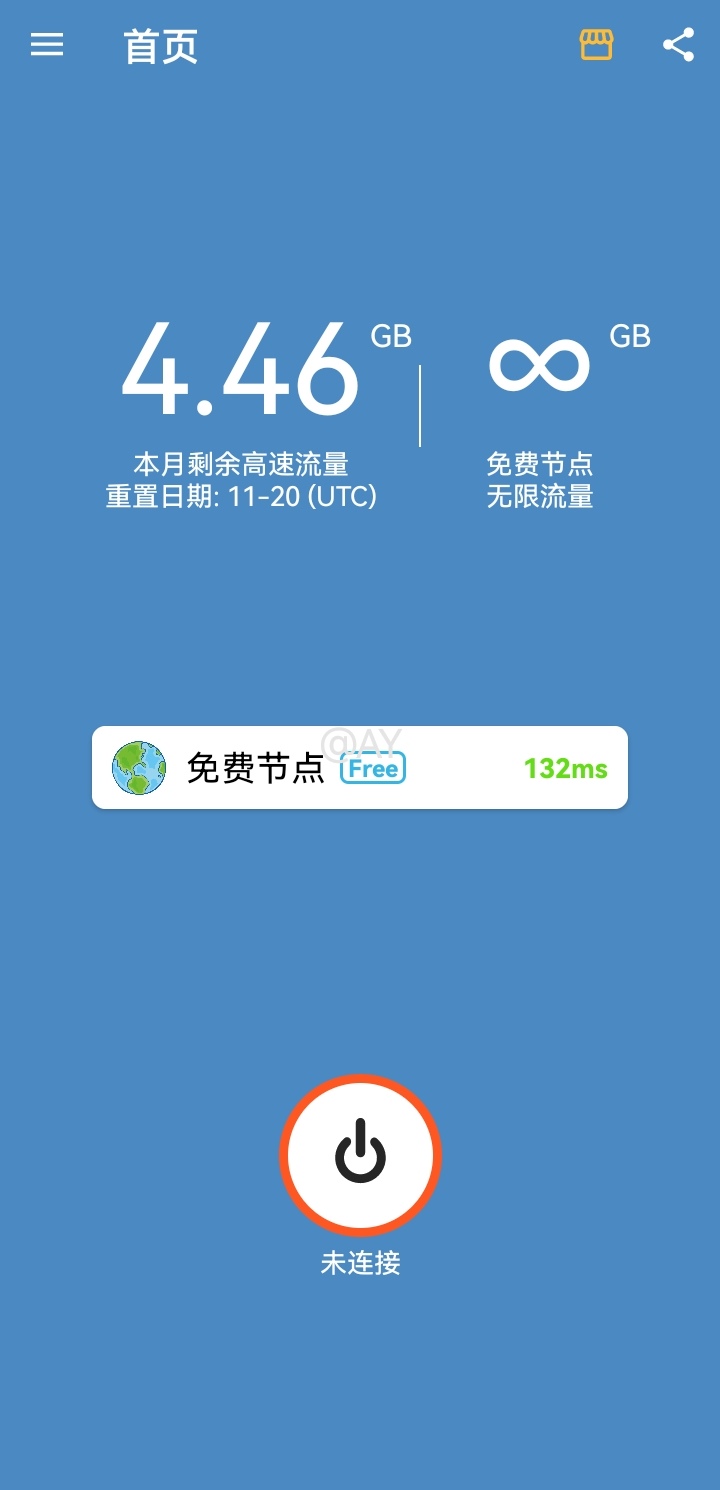 首页
4.46 GB
∞ GB
本月剩余高速流量
重置日期: 11-20 (UTC)
免费节点
无限流量
@AY
免费节点 Free 132ms
未连接